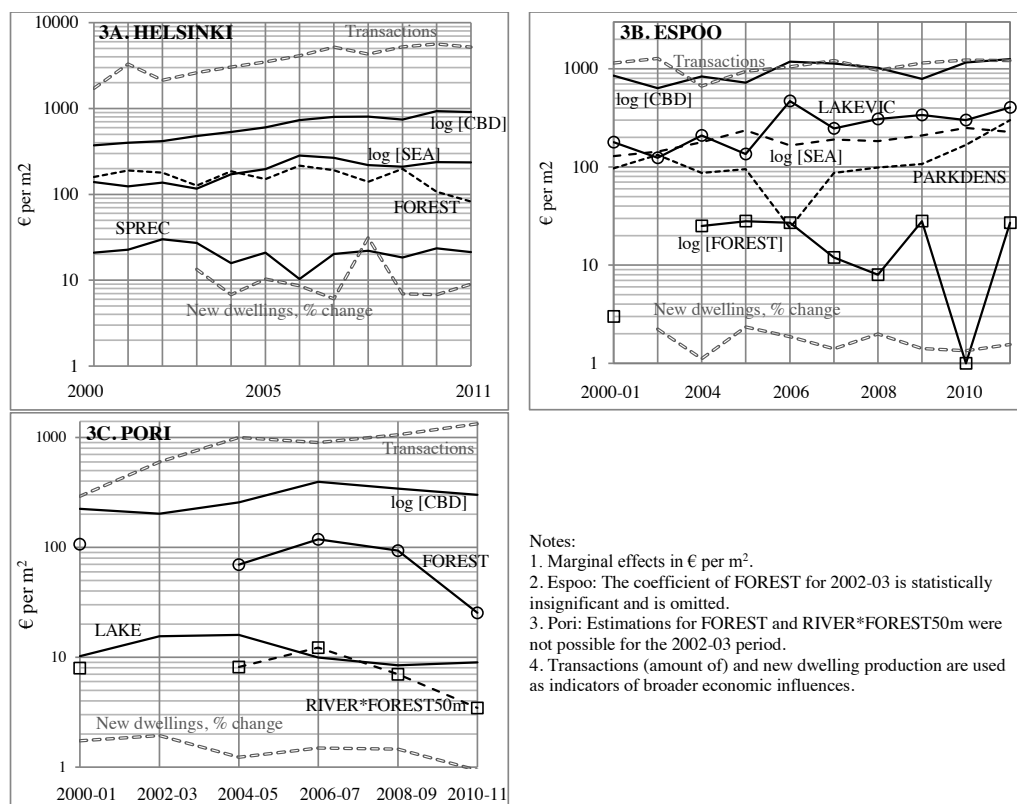 3A. HELSINKI
10000
1000
100
10
1
€ per m2
Transactions
log [CBD]
log [SEA]
FOREST
SPREC
New dwellings, % change
2000
2005
2011
3B. ESPOO
1000
100
10
1
€ per m2
Transactions
log [CBD]
LAKEVIC
log [SEA]
PARKDENS
log [FOREST]
New dwellings, % change
2000-01
2004
2006
2008
2010
3C. PORI
1000
100
10
1
€ per m²
Transactions
log [CBD]
FOREST
LAKE
RIVER*FOREST50m
New dwellings, % change
2000-01
2002-03
2004-05
2006-07
2008-09
2010-11
Notes:
1. Marginal effects in € per m².
2. Espoo: The coefficient of FOREST for 2002-03 is statistically
insignificant and is omitted.
3. Pori: Estimations for FOREST and RIVER*FOREST50m were
not possible for the 2002-03 period.
4. Transactions (amount of) and new dwelling production are used
as indicators of broader economic influences.